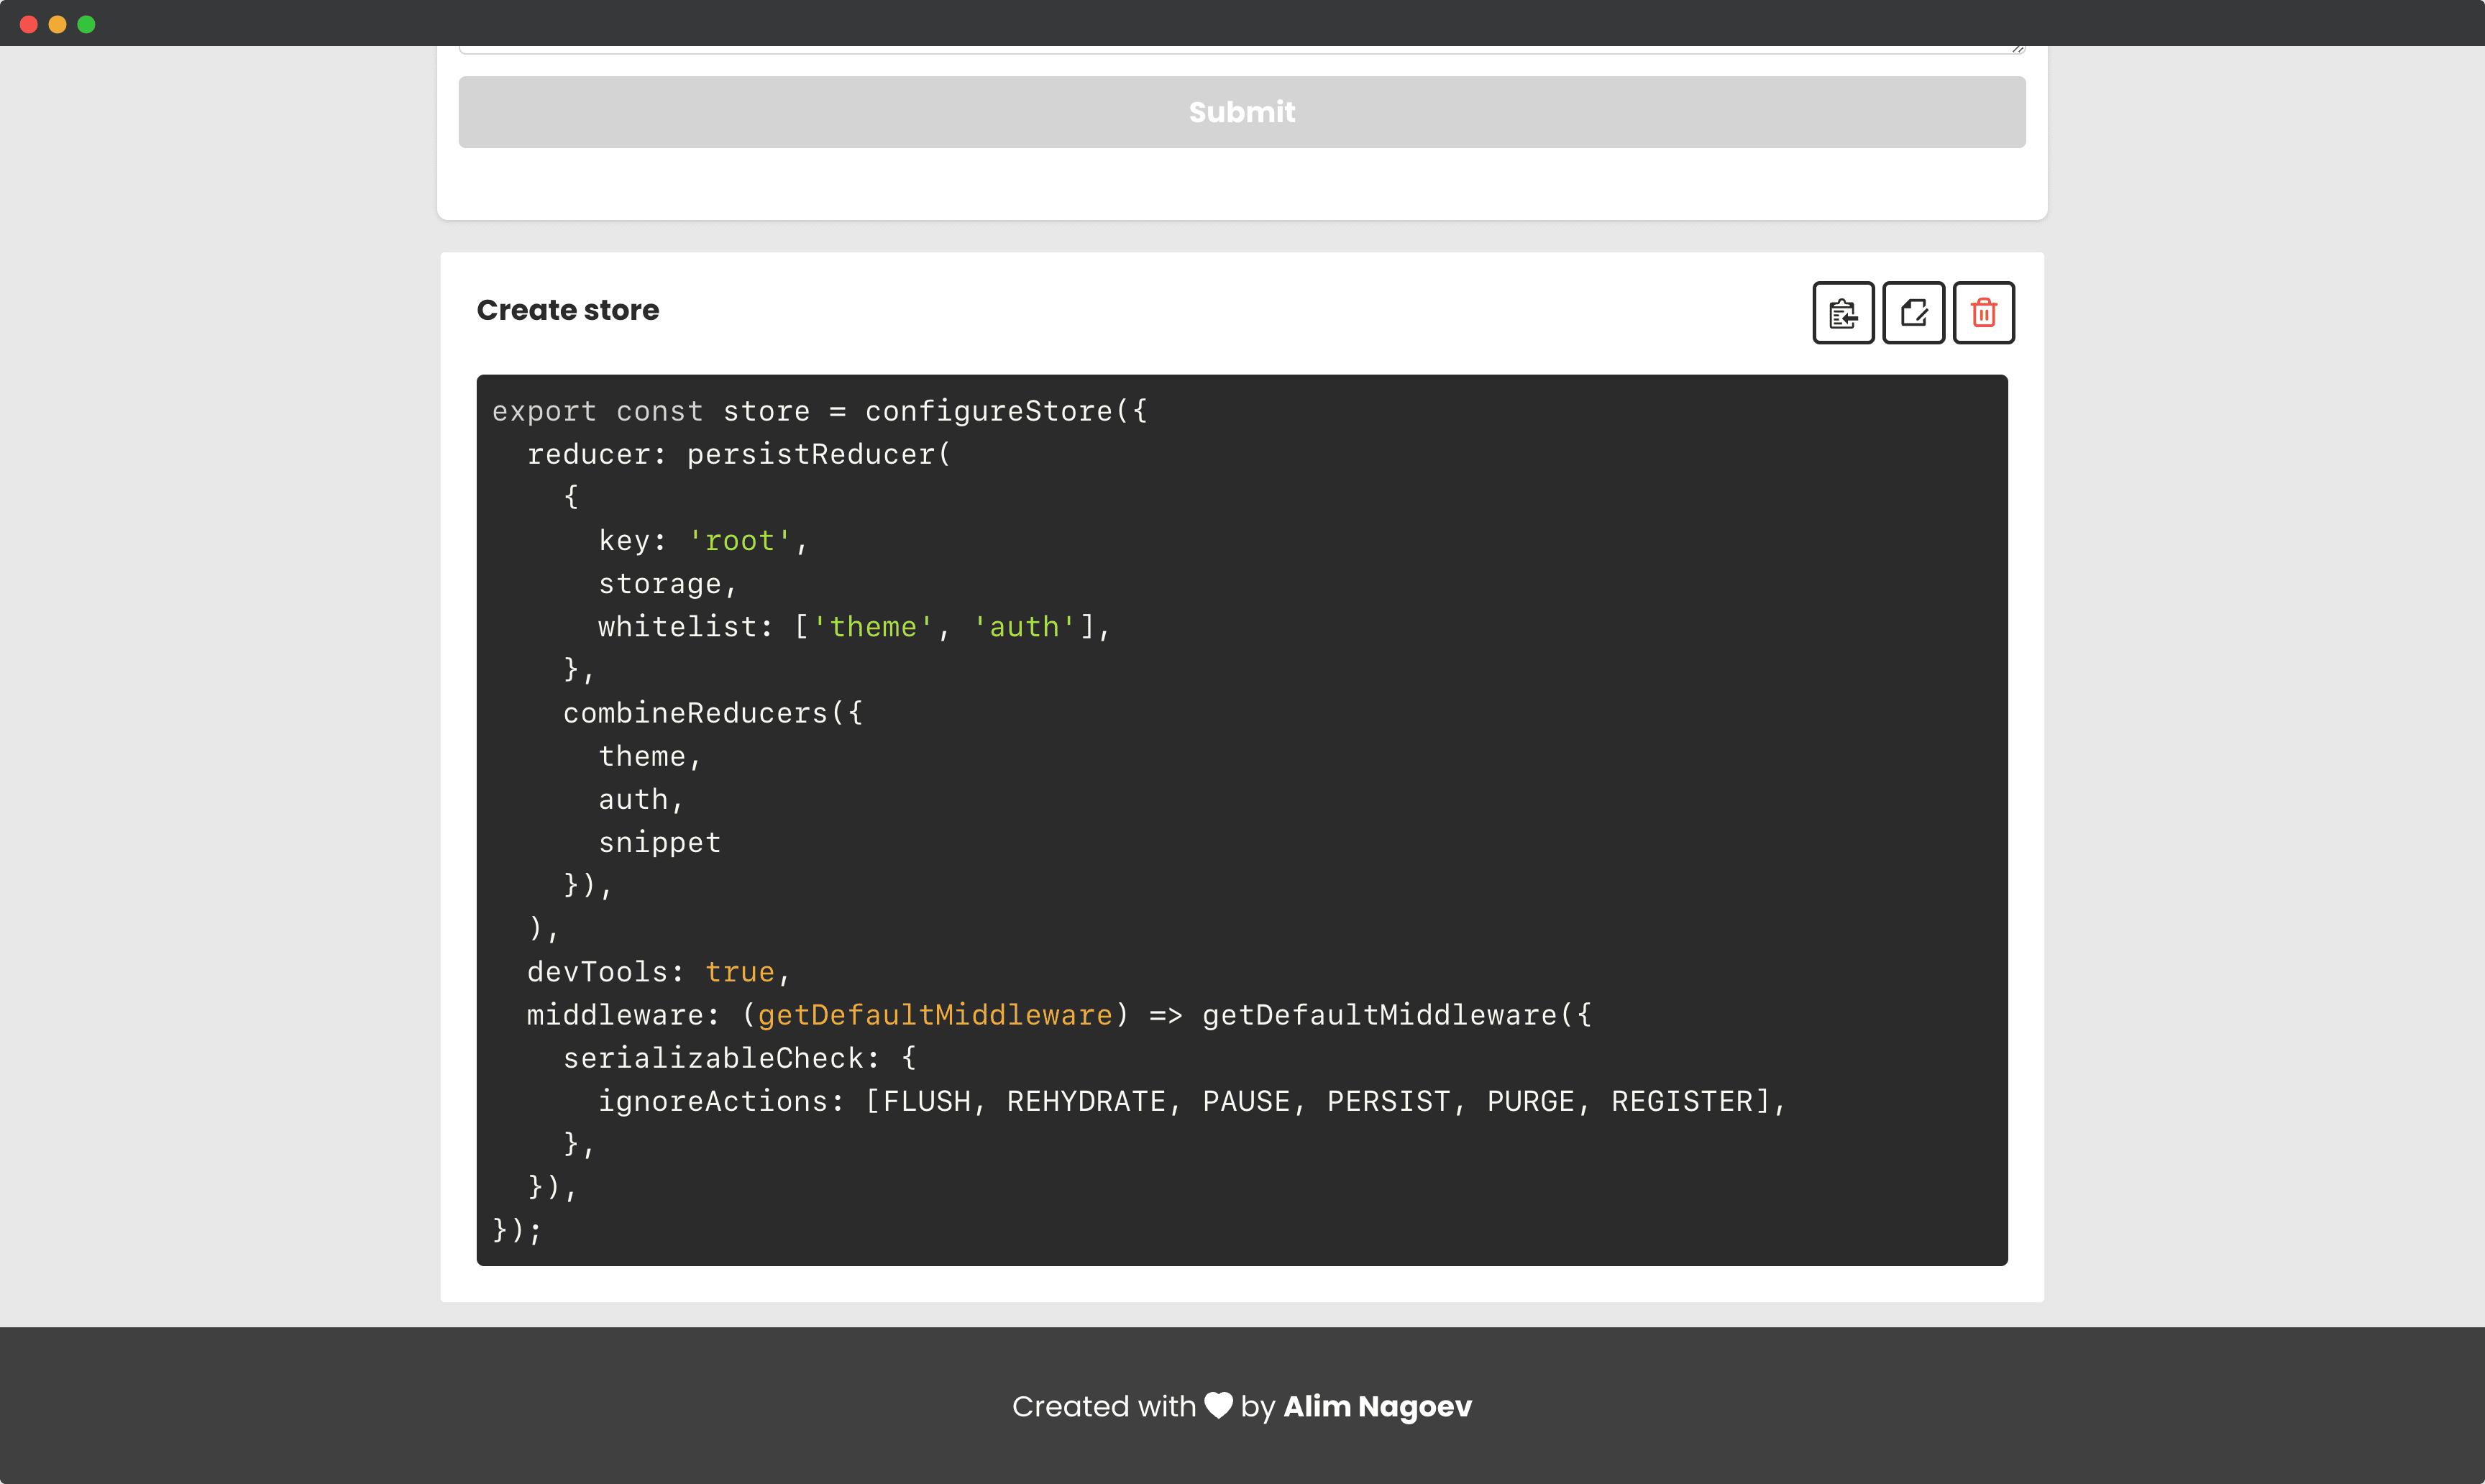 Submit
Create store
export const store = configureStore({
  reducer: persistReducer(
    {
      key: 'root',
      storage,
      whitelist: ['theme', 'auth'],
    },
    combineReducers({
      theme,
      auth,
      snippet
    }),
  ),
  devTools: true,
  middleware: (getDefaultMiddleware) => getDefaultMiddleware({
    serializableCheck: {
      ignoreActions: [FLUSH, REHYDRATE, PAUSE, PERSIST, PURGE, REGISTER],
    },
  }),
});
Created with by Alim Nagoev